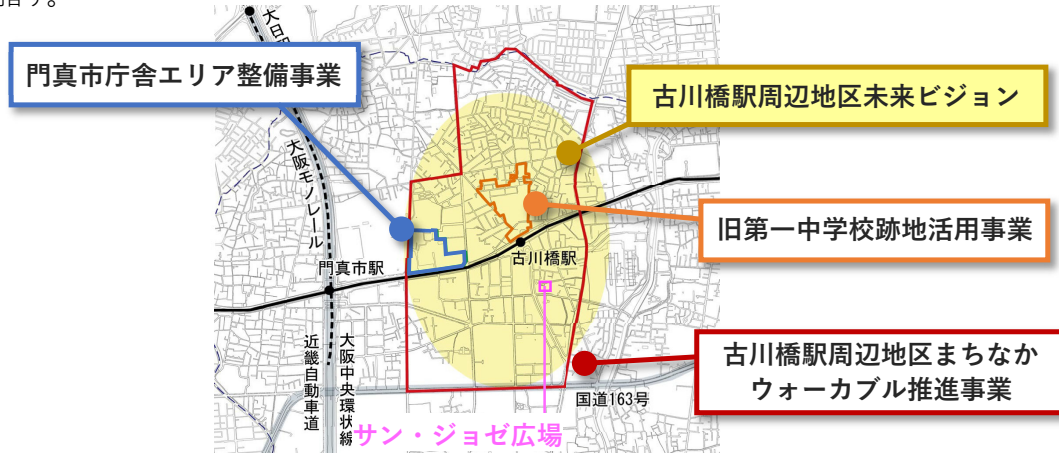 門真市庁舎エリア整備事業
古川橋駅周辺地区未来ビジョン
旧第一中学校跡地活用事業
古川橋駅周辺地区まちなか
ウォーカブル推進事業
大阪モノレール
門真市駅
古川橋駅
近畿自動車道
大阪中央環状線
国道163号
サン・ジョゼ広場